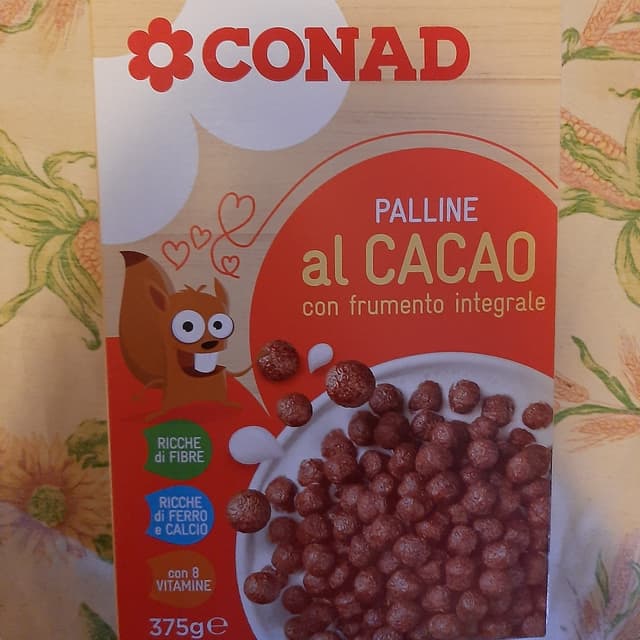 CONAD
PALLINE
al CACAO
con frumento integrale
RICCHE
di FIBRE
RICCHE
di FERRO
e CALCIO
con 8
VITAMINE
375g℮